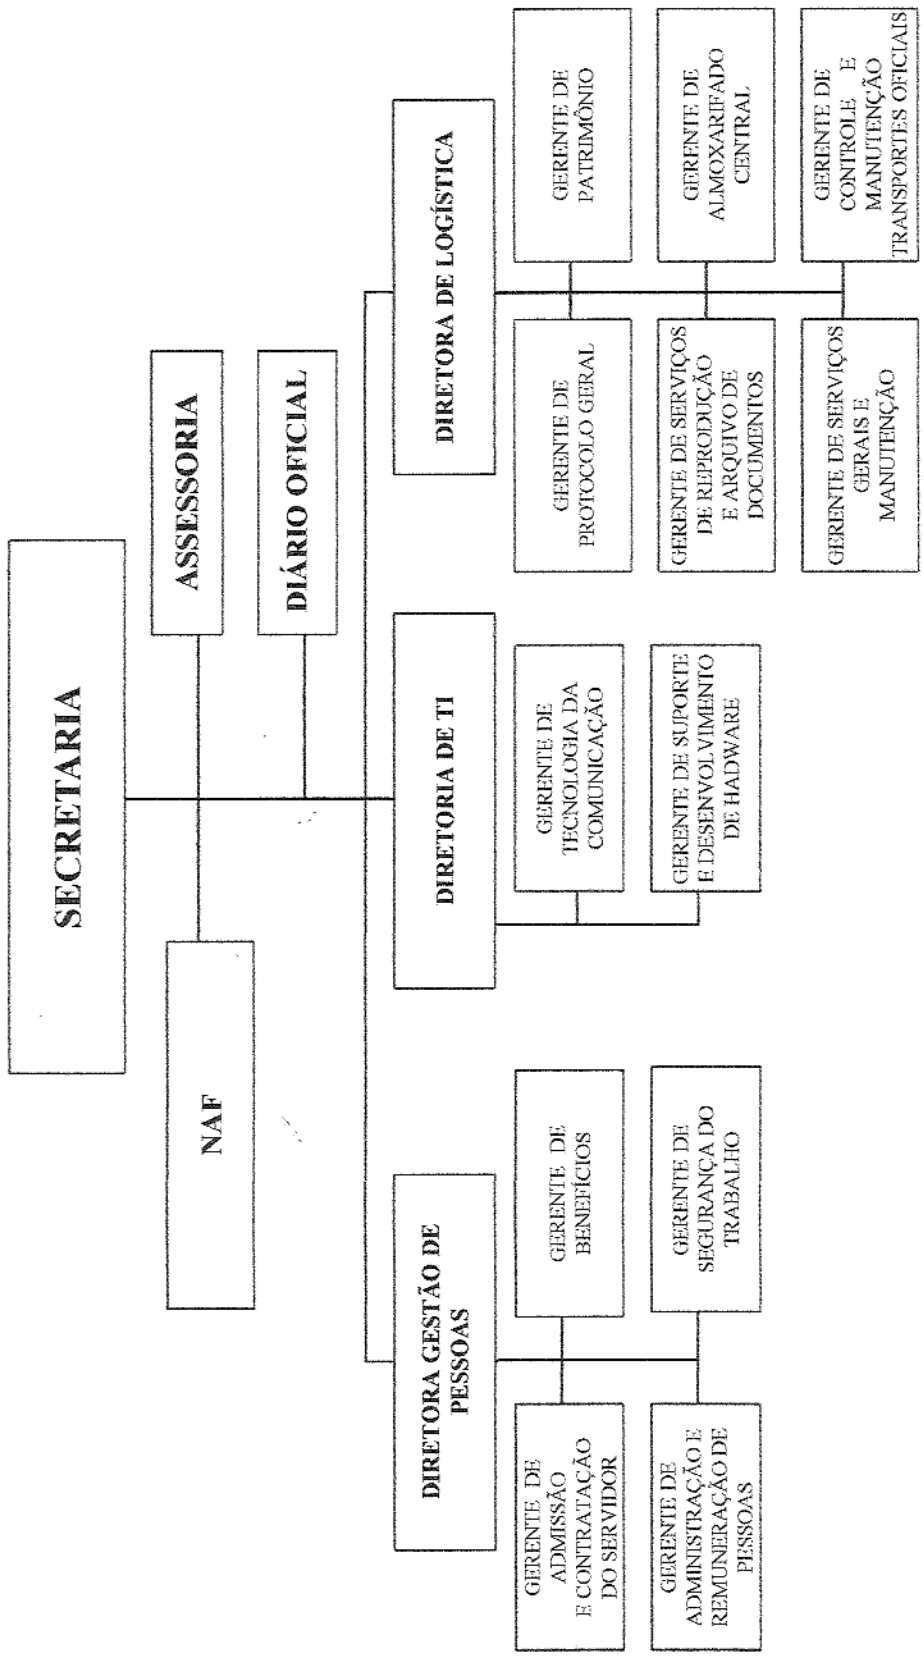 SECRETARIA
NAF
ASSESSORIA
DIÁRIO OFICIAL
DIRETORA GESTÃO DE
PESSOAS
DIRETORIA DE TI
DIRETORA DE LOGÍSTICA
GERENTE DE
ADMISSÃO
E CONTRATAÇÃO
DO SERVIDOR
GERENTE DE
BENEFÍCIOS
GERENTE DE
TECNOLOGIA DA
COMUNICAÇÃO
GERENTE DE
PROTOCOLO GERAL
GERENTE DE
PATRIMÔNIO
GERENTE DE
ADMINISTRAÇÃO E
REMUNERAÇÃO DE
PESSOAS
GERENTE DE
SEGURANÇA DO
TRABALHO
GERENTE DE SUPORTE
E DESENVOLVIMENTO
DE HADWARE
GERENTE DE SERVIÇOS
DE REPRODUÇÃO
E ARQUIVO DE
DOCUMENTOS
GERENTE DE
ALMOXARIFADO
CENTRAL
GERENTE DE SERVIÇOS
GERAIS E
MANUTENÇÃO
GERENTE DE
CONTROLE E
MANUTENÇÃO
TRANSPORTES OFICIAIS